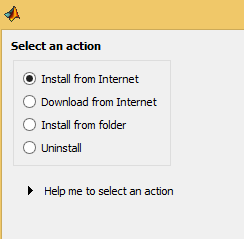 Select an action
Install from Internet
Download from Internet
Install from folder
Uninstall
Help me to select an action